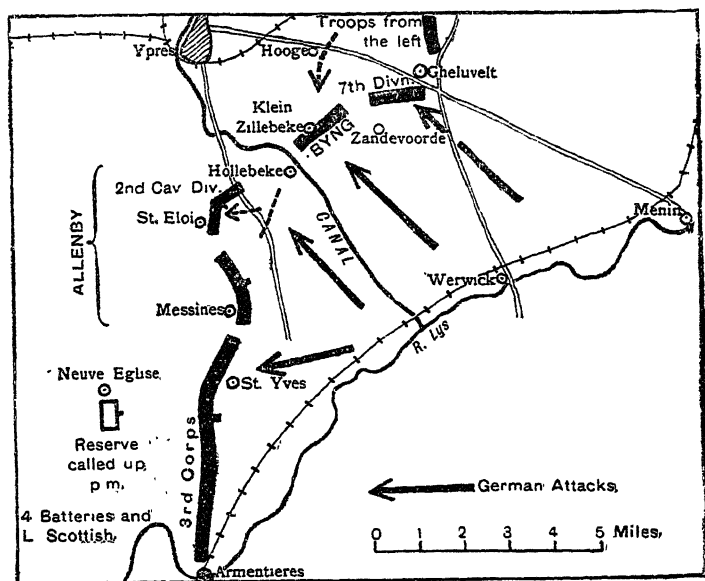 Troops from
the left
Ypres
Hooge
Gheluvelt
7th Divn.
Klein
Zillebeke
BYNG
Zandevoorde
Hollebeke
2nd Cav Div.
St. Eloi
ALLENBY
CANAL
Menin
Messines
Werwick
R. Lys
Neuve Eglise
St. Yves
Reserve
called up,
p m,
3rd Corps
German Attacks,
4 Batteries and
L Scottish,
0 1 2 3 4 5 Miles,
Armentieres